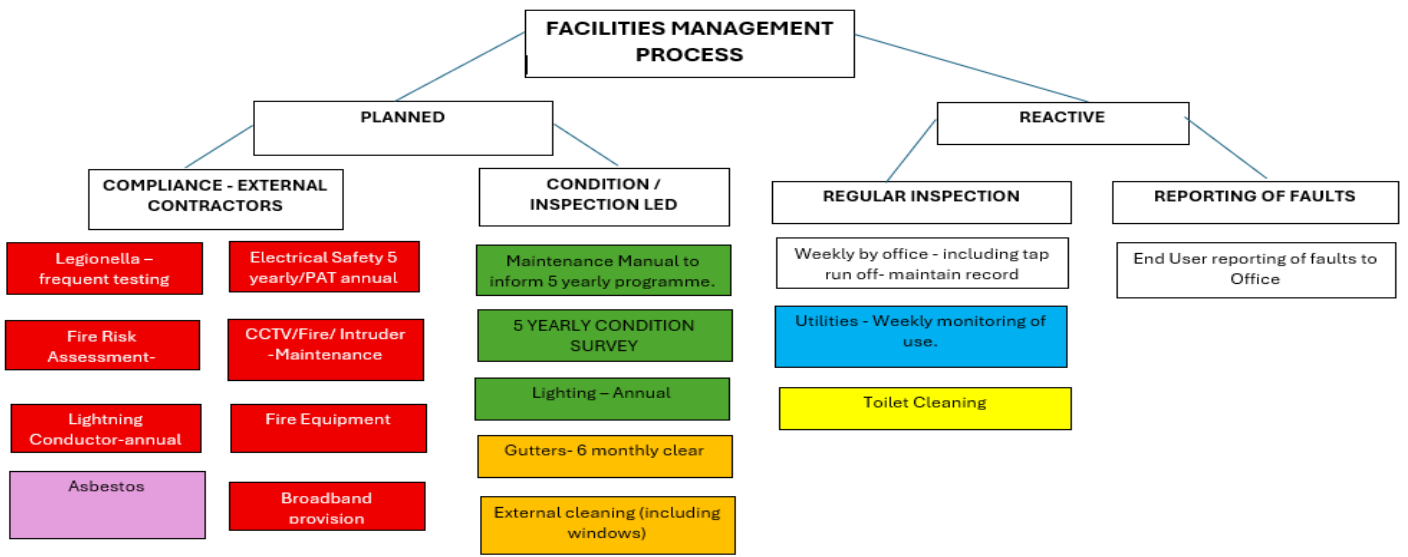 FACILITIES MANAGEMENT
PROCESS
PLANNED
REACTIVE
COMPLIANCE - EXTERNAL
CONTRACTORS
CONDITION /
INSPECTION LED
REGULAR INSPECTION
REPORTING OF FAULTS
Legionella –
frequent testing
Electrical Safety 5
yearly/PAT annual
Maintenance Manual to
inform 5 yearly programme.
Weekly by office - including tap
run off- maintain record
End User reporting of faults to
Office
Fire Risk
Assessment-
CCTV/Fire/ Intruder
-Maintenance
5 YEARLY CONDITION
SURVEY
Utilities - Weekly monitoring of
use.
Lightning
Conductor-annual
Fire Equipment
Lighting – Annual
Toilet Cleaning
Gutters- 6 monthly clear
Asbestos
Broadband
provision
External cleaning (including
windows)